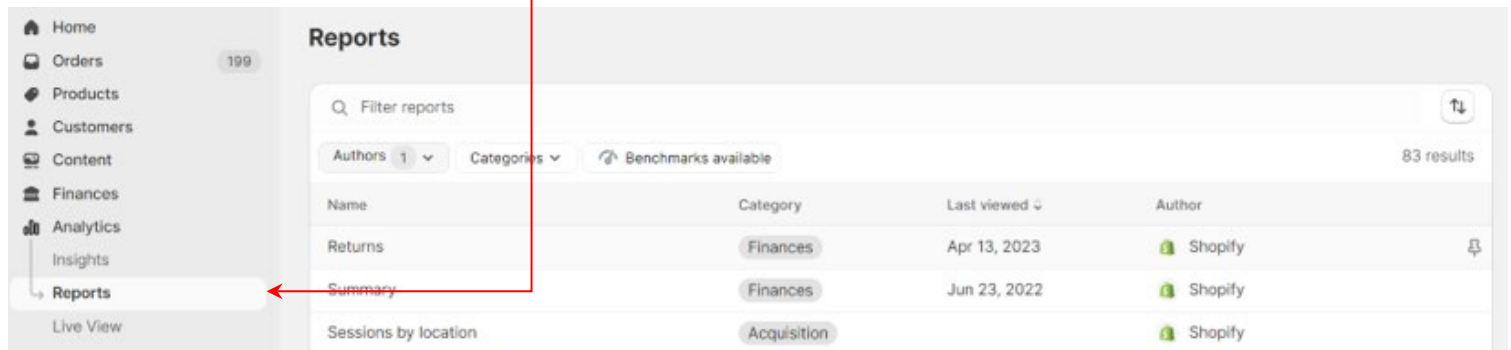 Home
Orders 199
Products
Customers
Content
Finances
Analytics
Insights
Reports
Live View
Reports
Filter reports
Authors 1 Categories Benchmarks available 83 results
Name Category Last viewed Author
Returns Finances Apr 13, 2023 Shopify
Summary Finances Jun 23, 2022 Shopify
Sessions by location Acquisition Shopify